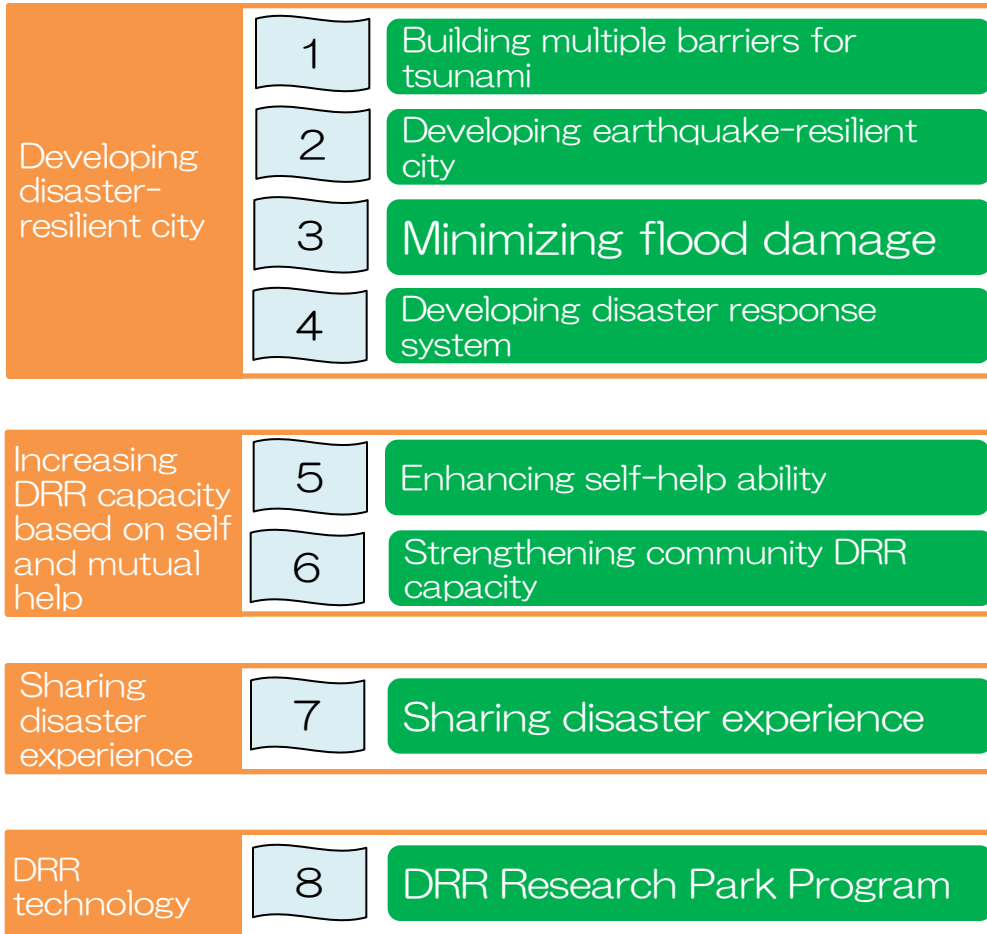 Developing
disaster-
resilient city
1
Building multiple barriers for
tsunami
2
Developing earthquake-resilient
city
3
Minimizing flood damage
4
Developing disaster response
system
Increasing
DRR capacity
based on self
and mutual
help
5
Enhancing self-help ability
6
Strengthening community DRR
capacity
Sharing
disaster
experience
7
Sharing disaster experience
DRR
technology
8
DRR Research Park Program